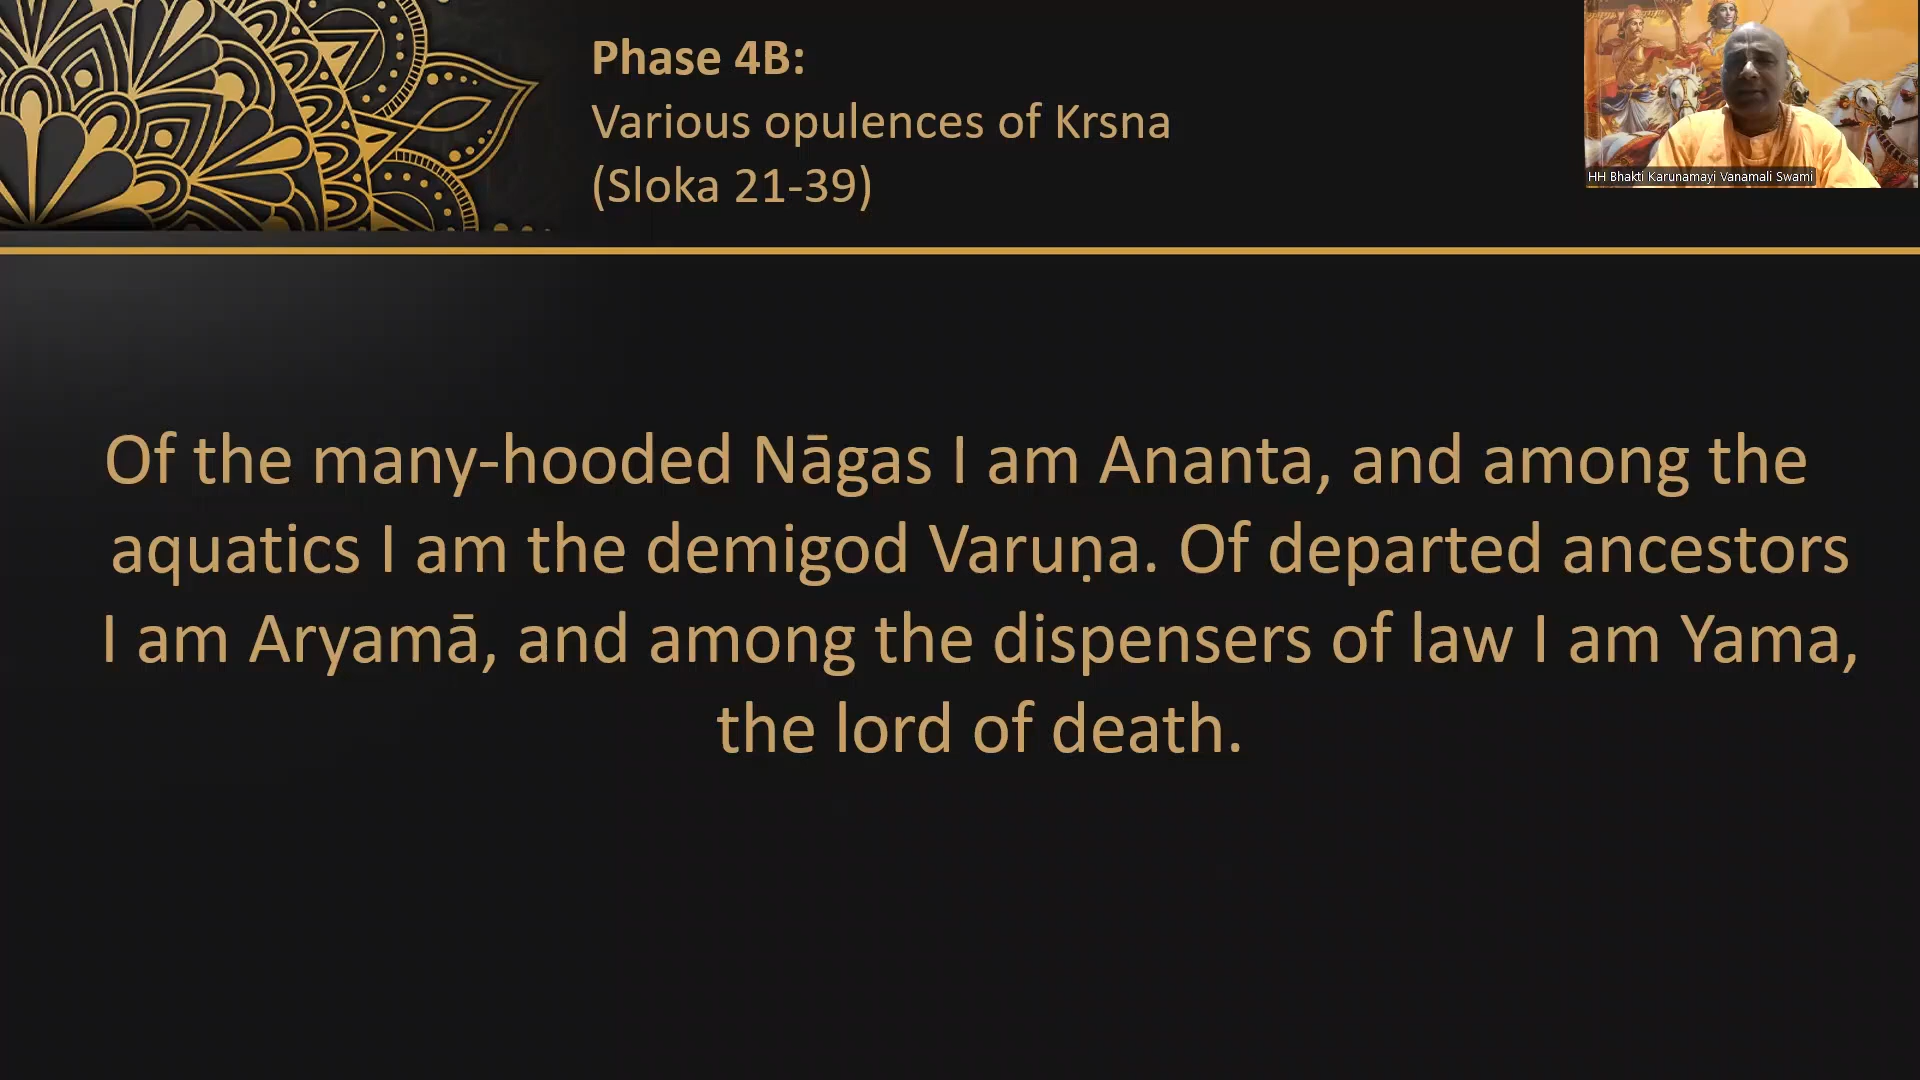 Phase 4B:
Various opulences of Krsna
(Sloka 21-39)
HH Bhakti Karunamayi Vanamali Swami
Of the many-hooded Nāgas I am Ananta, and among the
aquatics I am the demigod Varuṇa. Of departed ancestors
I am Aryamā, and among the dispensers of law I am Yama,
the lord of death.